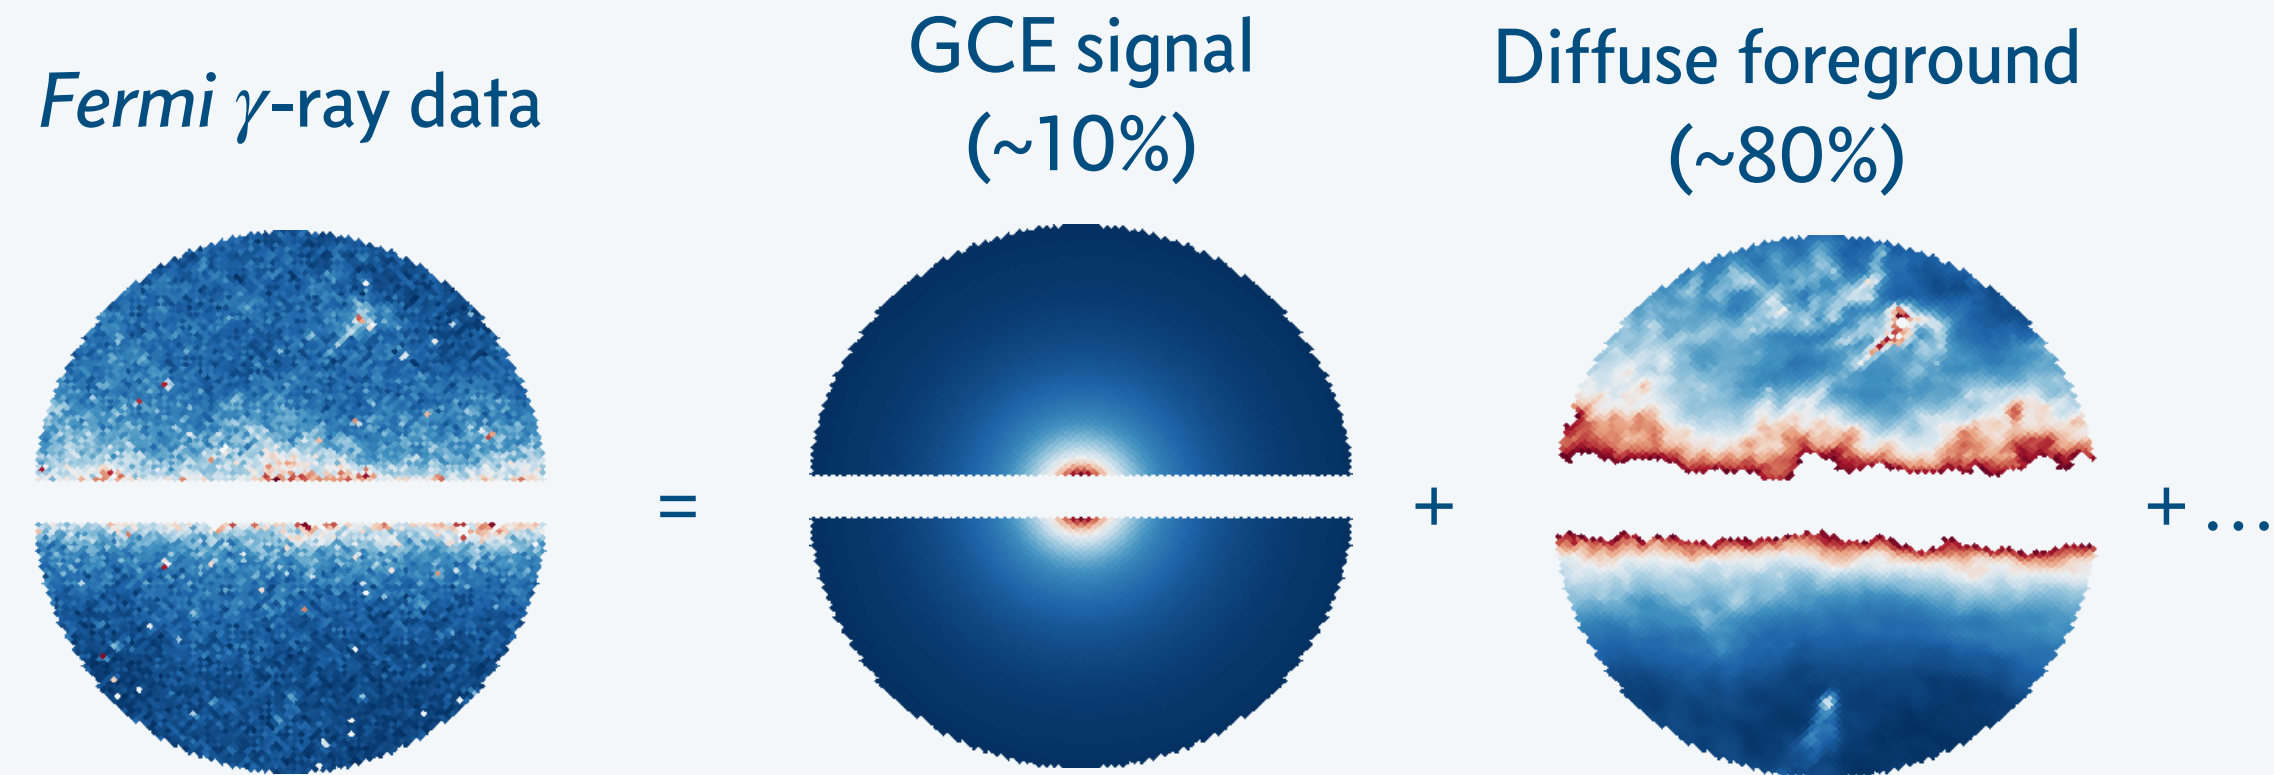 Fermi γ-ray data
GCE signal
(~10%)
Diffuse foreground
(~80%)
=
+
+ ...